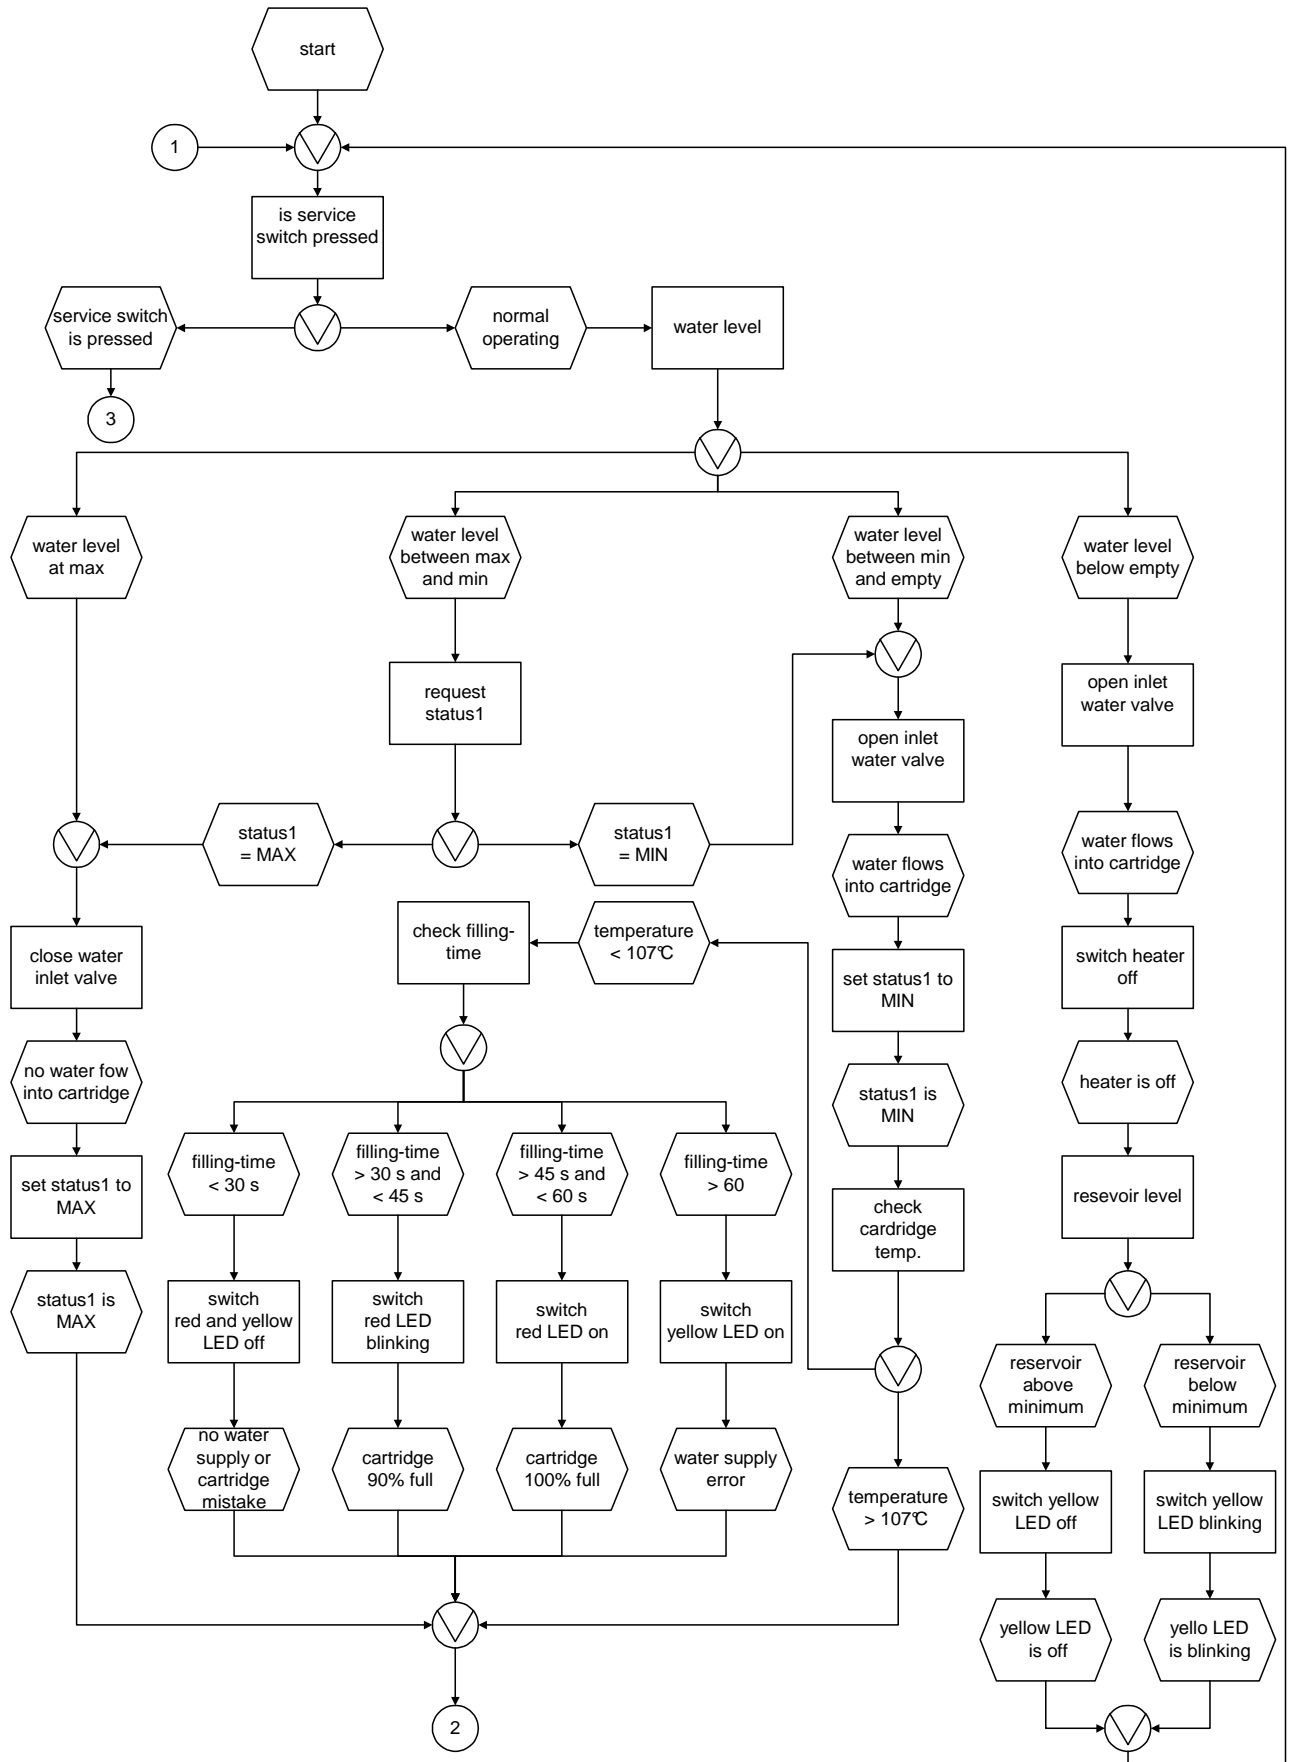 start
1
is service
switch pressed
service switch
is pressed
normal
operating
water level
3
water level
at max
water level
between max
and min
water level
between min
and empty
water level
below empty
request
status1
open inlet
water valve
open inlet
water valve
status1
= MAX
status1
= MIN
water flows
into cartridge
water flows
into cartridge
check filling-
time
temperature
< 107°C
close water
inlet valve
set status1 to
MIN
switch heater
off
no water fow
into cartridge
status1 is
MIN
heater is off
filling-time
< 30 s
filling-time
> 30 s and
< 45 s
filling-time
> 45 s and
< 60 s
filling-time
> 60
set status1 to
MAX
check
cardridge
temp.
resevoir level
status1 is
MAX
switch
red and yellow
LED off
switch
red LED
blinking
switch
red LED on
switch
yellow LED on
reservoir
above
minimum
reservoir
below
minimum
no water
supply or
cartridge
mistake
cartridge
90% full
cartridge
100% full
water supply
error
temperature
> 107°C
switch yellow
LED off
switch yellow
LED blinking
yellow LED
is off
yello LED
is blinking
2